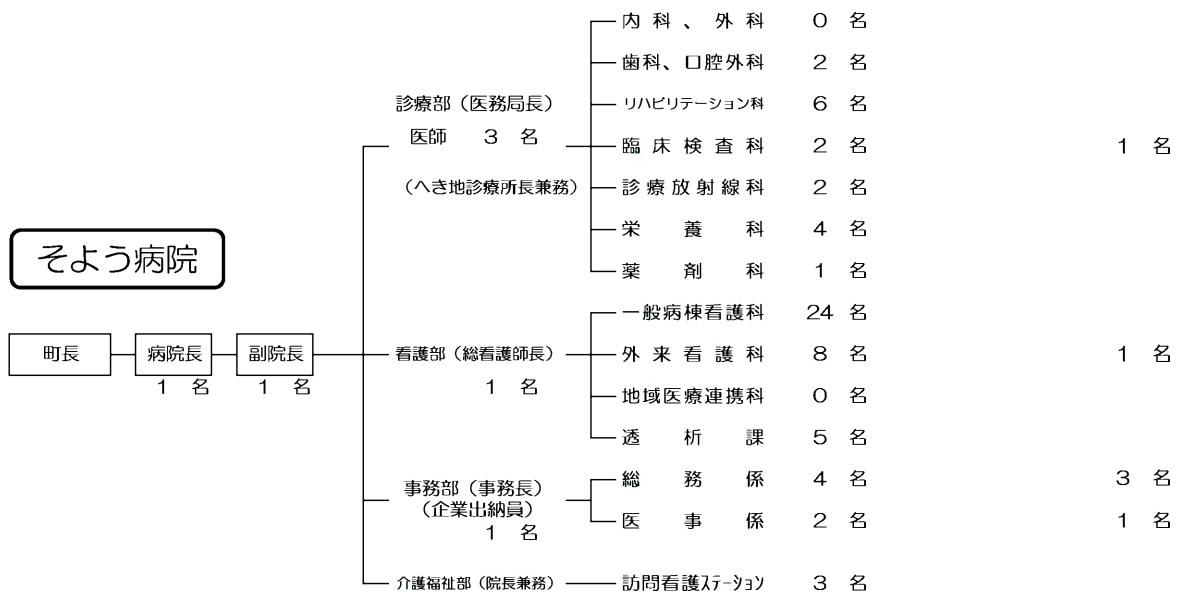 内科、外科 0 名
歯科、口腔外科 2 名
診療部（医務局長）
リハビリテーション科 6 名
医師 3 名
臨床検査科 2 名 1 名
（へき地診療所長兼務）
診療放射線科 2 名
栄養科 4 名
そよう病院
薬剤科 1 名
一般病棟看護科 24 名
町長 病院長 副院長 看護部（総看護師長） 外来看護科 8 名 1 名
1 名 1 名 1 名
地域医療連携科 0 名
透析課 5 名
事務部（事務長）
総務係 4 名 3 名
（企業出納員）
医事係 2 名 1 名
1 名
介護福祉部（院長兼務） 訪問看護ｽﾃｰｼｮﾝ 3 名